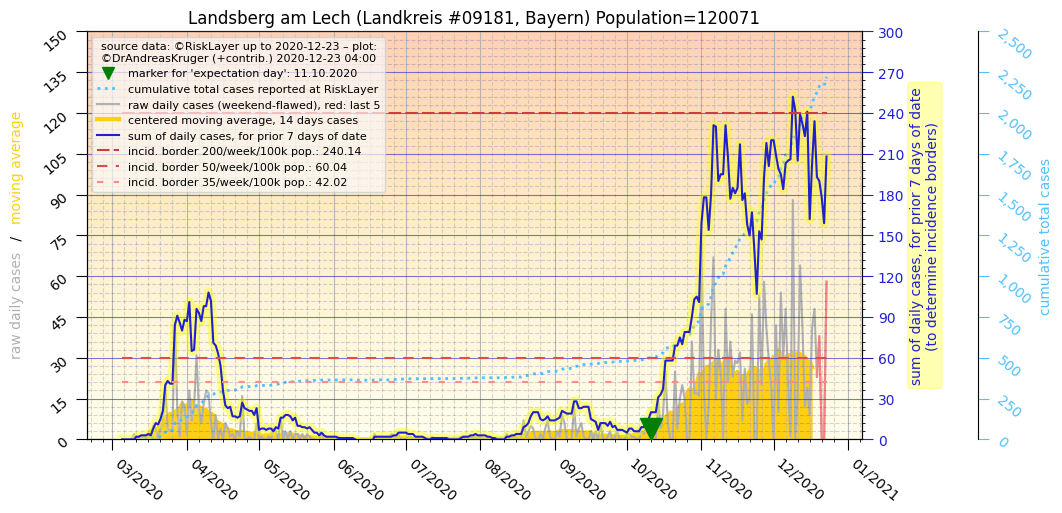 Landsberg am Lech (Landkreis #09181, Bayern) Population=120071
source data: ©RiskLayer up to 2020-12-23 – plot:
©DrAndreasKruger (+contrib.) 2020-12-23 04:00
marker for 'expectation day': 11.10.2020
cumulative total cases reported at RiskLayer
raw daily cases (weekend-flawed), red: last 5
centered moving average, 14 days cases
sum of daily cases, for prior 7 days of date
incid. border 200/week/100k pop.: 240.14
incid. border 50/week/100k pop.: 60.04
incid. border 35/week/100k pop.: 42.02
raw daily cases / moving average
150
135
120
105
90
75
60
45
30
15
0
03/2020
04/2020
05/2020
06/2020
07/2020
08/2020
09/2020
10/2020
11/2020
12/2020
01/2021
300
270
240
210
180
150
120
90
60
30
0
sum of daily cases, for prior 7 days of date
(to determine incidence borders)
2,500
2,250
2,000
1,750
1,500
1,250
1,000
750
500
250
0
cumulative total cases